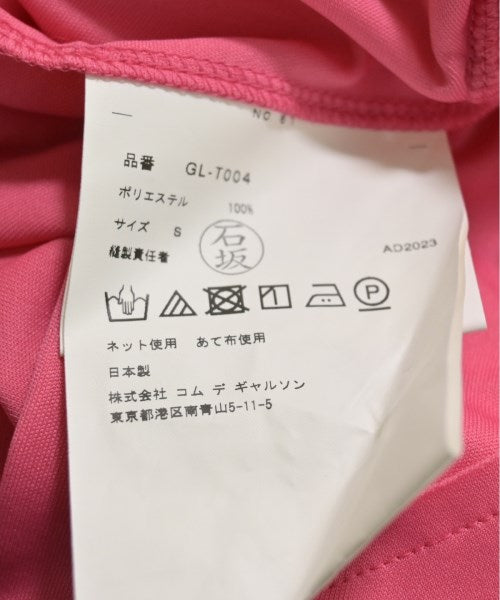 NO 61
品番 GL-T004
ポリエステル 100%
サイズ S
縫製責任者 石坂
AD2023
P
ネット使用 あて布使用
日本製
株式会社 コム デ ギャルソン
東京都港区南青山5-11-5